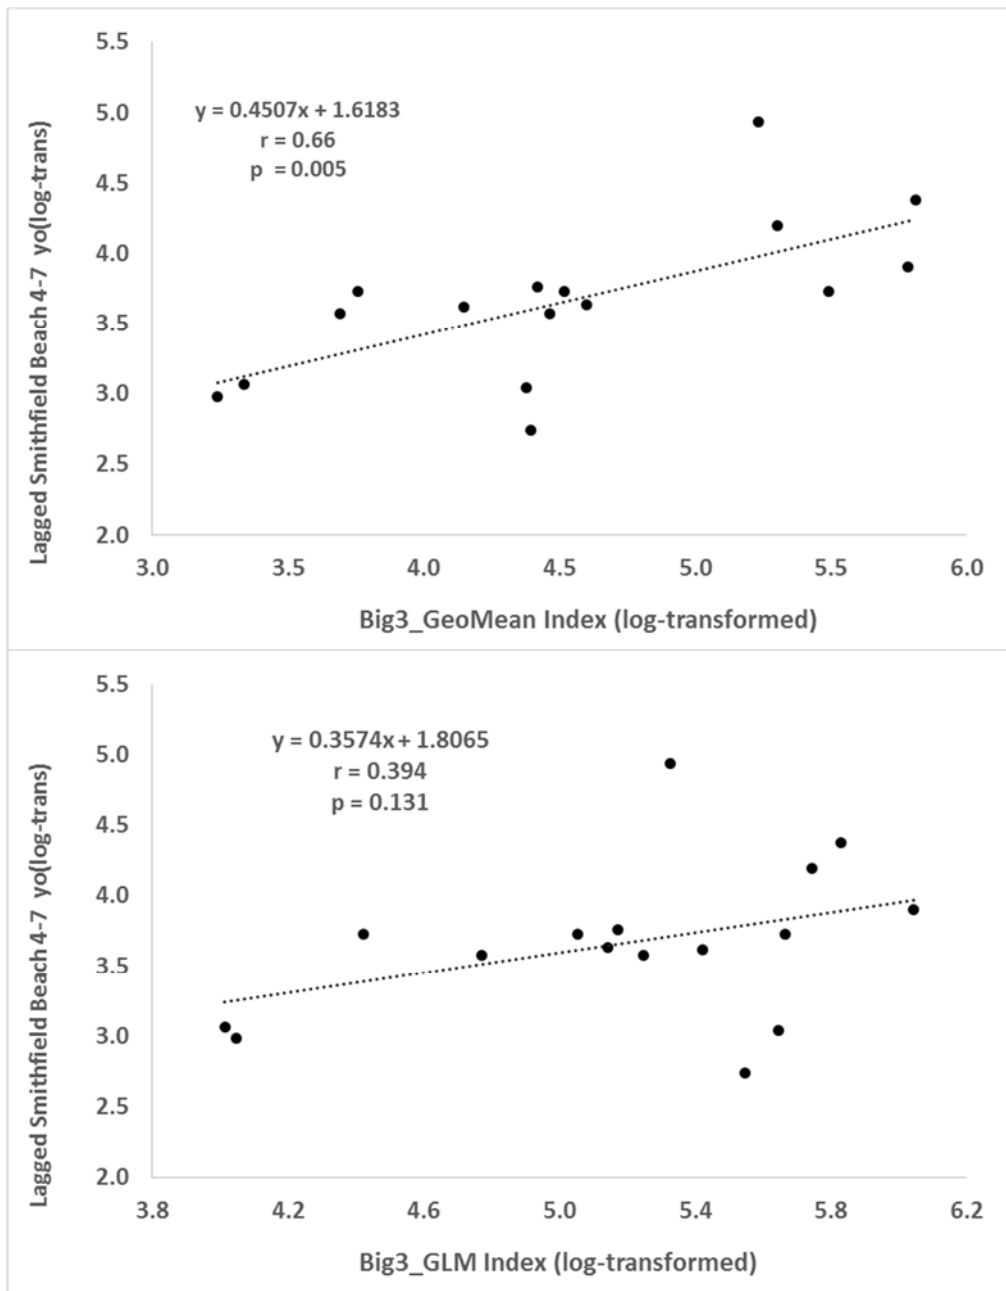 5.5
5.0
4.5
4.0
3.5
3.0
2.5
2.0
Lagged Smithfield Beach 4-7 yo(log-trans)
y = 0.4507x + 1.6183
r = 0.66
p = 0.005
3.0 3.5 4.0 4.5 5.0 5.5 6.0
Big3_GeoMean Index (log-transformed)
5.5
5.0
4.5
4.0
3.5
3.0
2.5
2.0
Lagged Smithfield Beach 4-7 yo(log-trans)
y = 0.3574x + 1.8065
r = 0.394
p = 0.131
3.8 4.2 4.6 5.0 5.4 5.8 6.2
Big3_GLM Index (log-transformed)